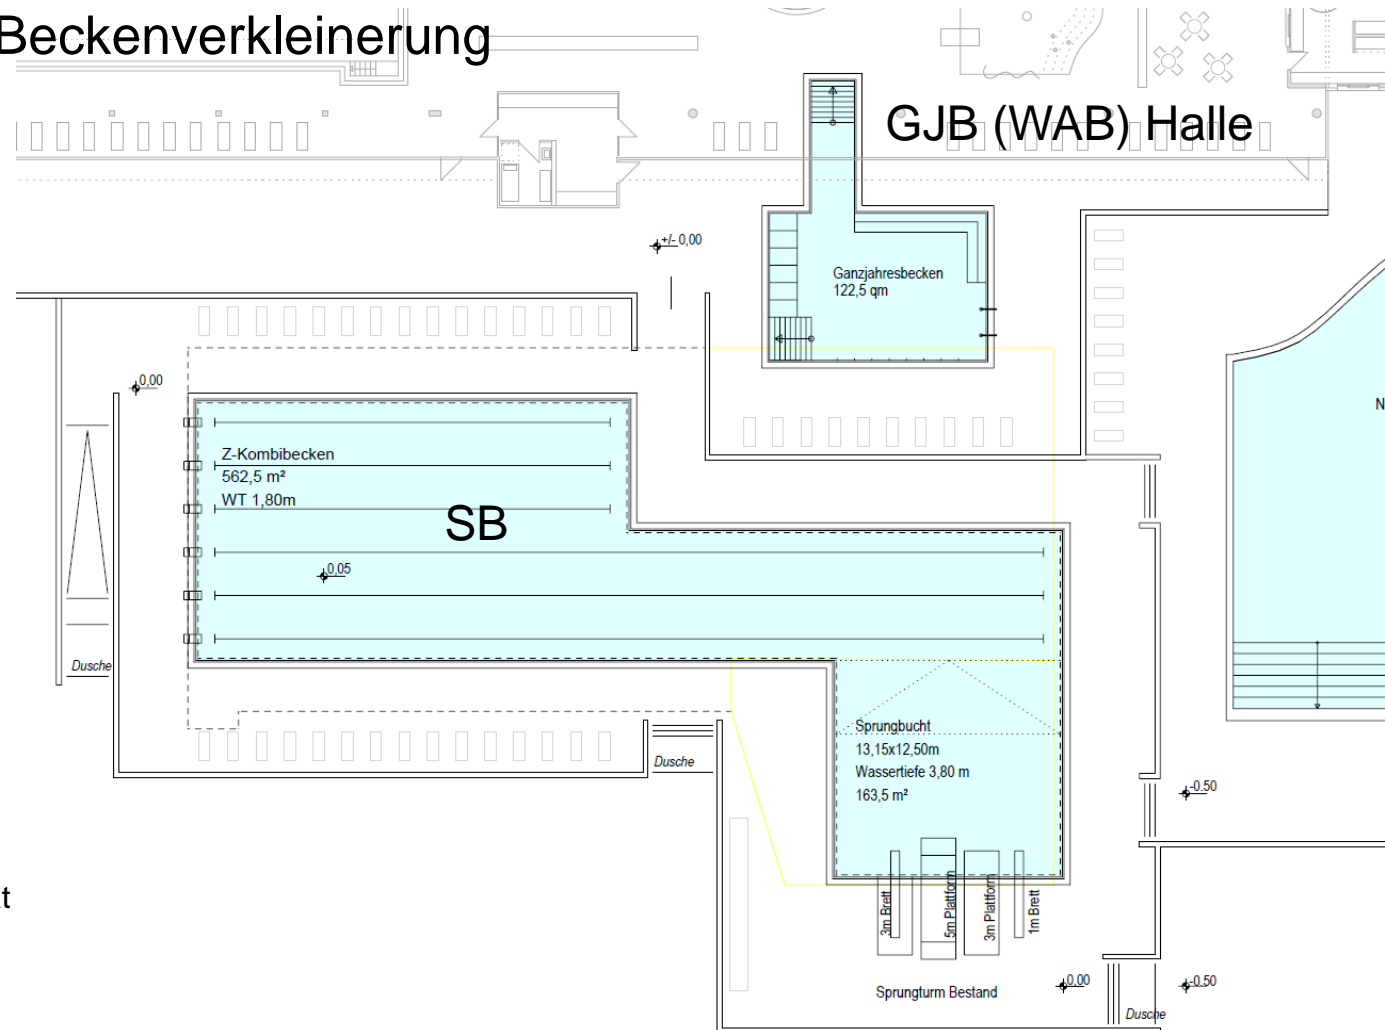 Beckenverkleinerung
GJB (WAB) Halle
+/- 0,00
Ganzjahresbecken
122,5 qm
0,00
N
Z-Kombibecken
562,5 m²
WT 1,80m
SB
0,05
Dusche
Sprungbucht
13,15x12,50m
Wassertiefe 3,80 m
163,5 m²
Dusche
-0.50
3m Brett
5m Plattform
3m Plattform
1m Brett
Sprungturm Bestand
0,00
-0.50
Dusche